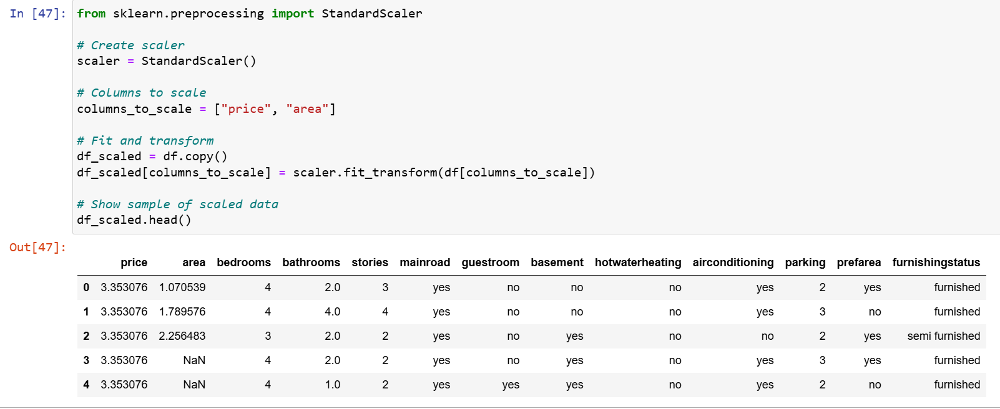 In [47]: from sklearn.preprocessing import StandardScaler
# Create scaler
scaler = StandardScaler()
# Columns to scale
columns_to_scale = ["price", "area"]
# Fit and transform
df_scaled = df.copy()
df_scaled[columns_to_scale] = scaler.fit_transform(df[columns_to_scale])
# Show sample of scaled data
df_scaled.head()
Out[47]:
price area bedrooms bathrooms stories mainroad guestroom basement hotwaterheating airconditioning parking prefarea furnishingstatus
0 3.353076 1.070539 4 2.0 3 yes no no no yes 2 yes furnished
1 3.353076 1.789576 4 4.0 4 yes no no no yes 3 no furnished
2 3.353076 2.256483 3 2.0 2 yes no yes no no 2 yes semi furnished
3 3.353076 NaN 4 2.0 2 yes no yes no yes 3 yes furnished
4 3.353076 NaN 4 1.0 2 yes yes yes no yes 2 no furnished